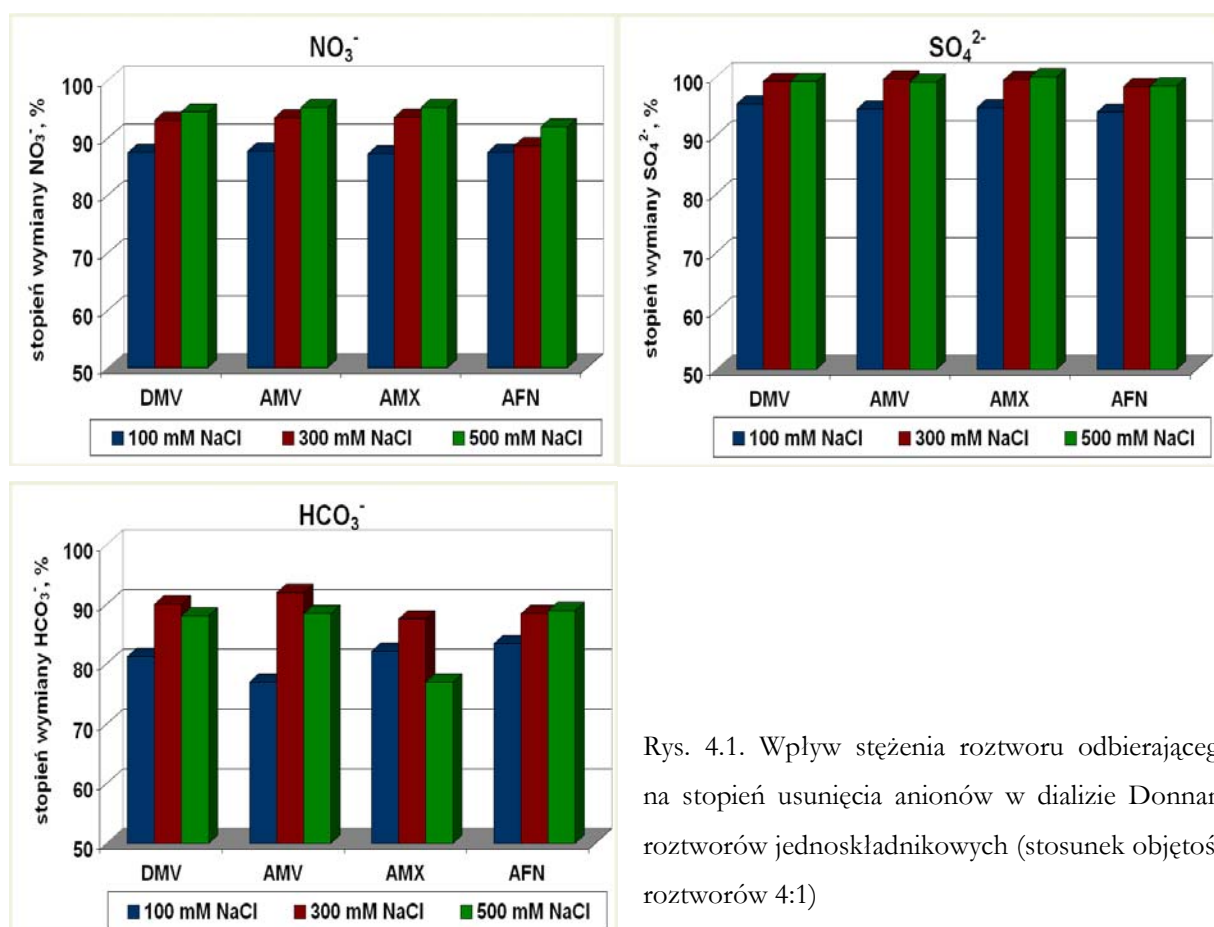 NO₃⁻
stopień wymiany NO₃⁻, %
100
90
80
70
60
50
DMV AMV AMX AFN
100 mM NaCl 300 mM NaCl 500 mM NaCl
SO₄²⁻
stopień wymiany SO₄²⁻, %
100
90
80
70
60
50
DMV AMV AMX AFN
100 mM NaCl 300 mM NaCl 500 mM NaCl
HCO₃⁻
stopień wymiany HCO₃⁻, %
100
90
80
70
60
50
DMV AMV AMX AFN
100 mM NaCl 300 mM NaCl 500 mM NaCl
Rys. 4.1. Wpływ stężenia roztworu odbierająceg
na stopień usunięcia anionów w dializie Donnar
roztworów jednoskładnikowych (stosunek objętoś
roztworów 4:1)